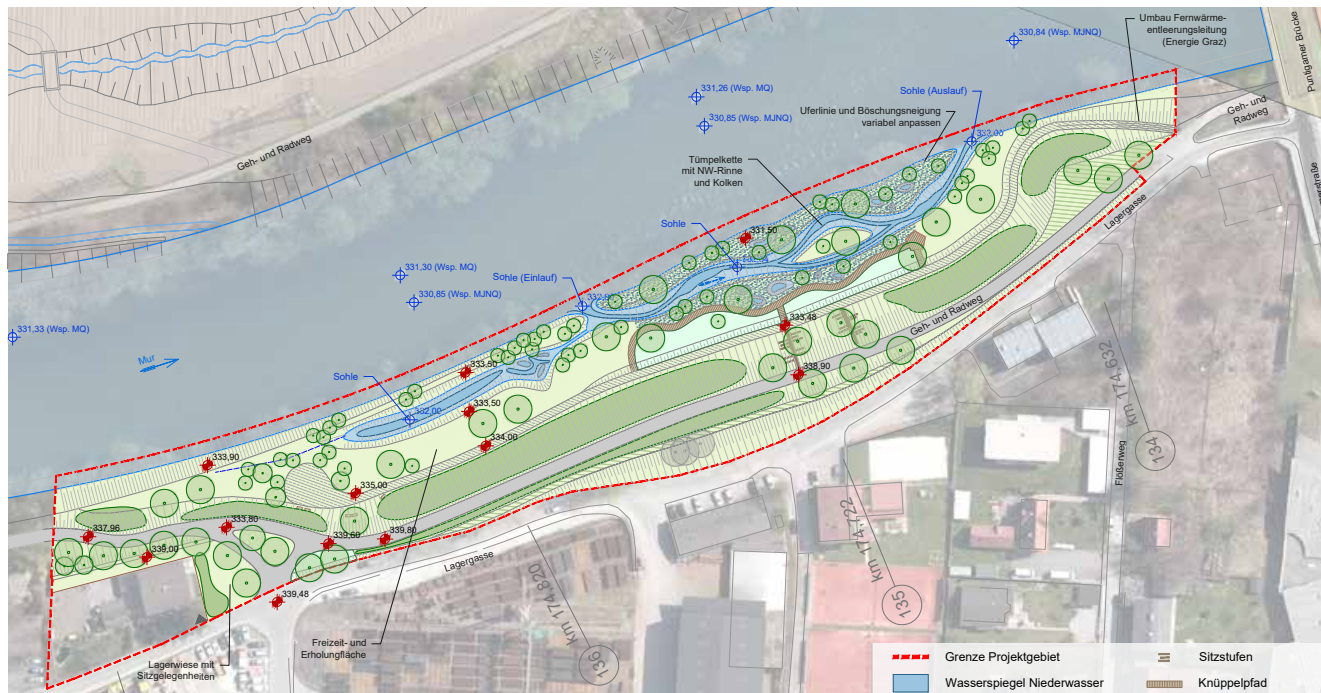 Umbau Fernwärme-
entleerungsleitung
(Energie Graz)
Puntigamer Brücke
330,84 (Wsp. MJNQ)
331,26 (Wsp. MQ)
330,85 (Wsp. MJNQ)
Sohle (Auslauf)
332,00
Uferlinie und Böschungsneigung
variabel anpassen
Geh- und
Radweg
Geh- und Radweg
Tümpelkette
mit NW-Rinne
und Kolken
Lagergasse
Sohle
331,50
331,30 (Wsp. MQ)
330,85 (Wsp. MJNQ)
Sohle (Einlauf)
331,33 (Wsp. MQ)
Mur
333,48
Geh- und Radweg
338,90
333,50
Sohle
332,00
333,50
334,00
km 174,632
134
Flößerweg
333,90
335,00
337,96
333,80
339,00
339,60
339,80
km 174,722
135
Lagergasse
339,48
km 174,820
136
Freizeit- und
Erholungfläche
Lagerwiese mit
Sitzgelegenheiten
Grenze Projektgebiet
Sitzstufen
Wasserspiegel Niederwasser
Knüppelpfad